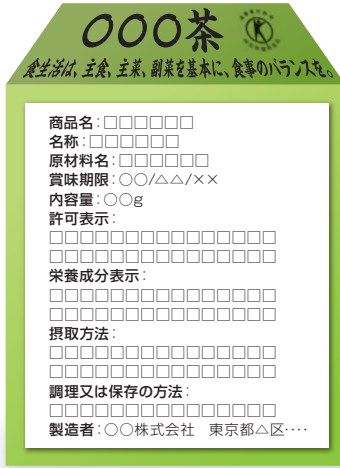 ○○○茶
食生活は、主食、主菜、副菜を基本に、食事のバランスを。
商品名:□□□□□□
名称:□□□□□□
原材料名:□□□□□□
賞味期限:○○/△△/××
内容量:○○g
許可表示:
□□□□□□□□□□□□□□□
□□□□□□□□□□□□□□□
栄養成分表示:
□□□□□□□□□□□□□□□
□□□□□□□□□□□□□□□
摂取方法:
□□□□□□□□□□□□□□□
□□□□□□□□□□□□□□□
調理又は保存の方法:
□□□□□□□□□□□□□□□
製造者:○○株式会社　東京都△区‥‥